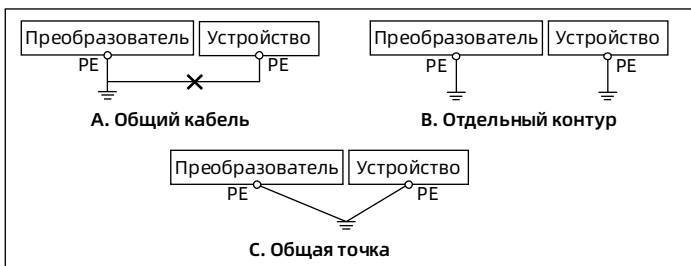 Преобразователь Устройство
PE PE
A. Общий кабель
Преобразователь Устройство
PE PE
B. Отдельный контур
Преобразователь Устройство
PE PE
C. Общая точка